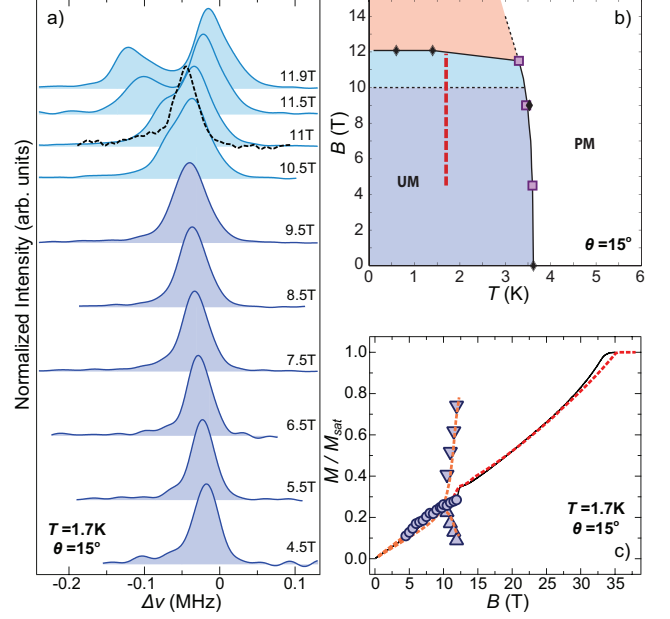 a)
11.9T
11.5T
11T
10.5T
9.5T
8.5T
7.5T
6.5T
5.5T
4.5T
T =1.7K
θ =15°
Normalized Intensity (arb. units)
-0.2
-0.1
0
0.1
Δν (MHz)
b)
14
12
10
8
6
4
2
0
B (T)
UM
PM
θ =15°
0
1
2
3
4
5
6
T (K)
1.0
0.8
0.6
0.4
0.2
0.0
M / Msat
T =1.7K
θ =15°
c)
0
5
10
15
20
25
30
35
B (T)